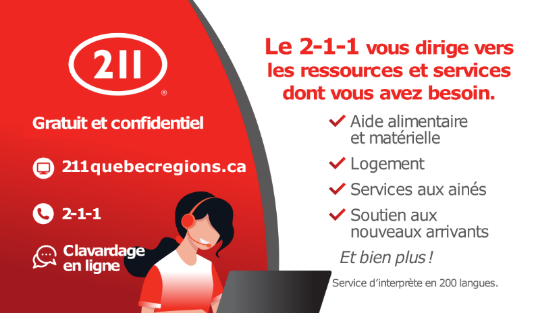 211
®
Gratuit et confidentiel
211quebecregions.ca
2-1-1
Clavardage
en ligne
Le 2-1-1 vous dirige vers
les ressources et services
dont vous avez besoin.
Aide alimentaire
et matérielle
Logement
Services aux ainés
Soutien aux
nouveaux arrivants
Et bien plus !
Service d'interprète en 200 langues.